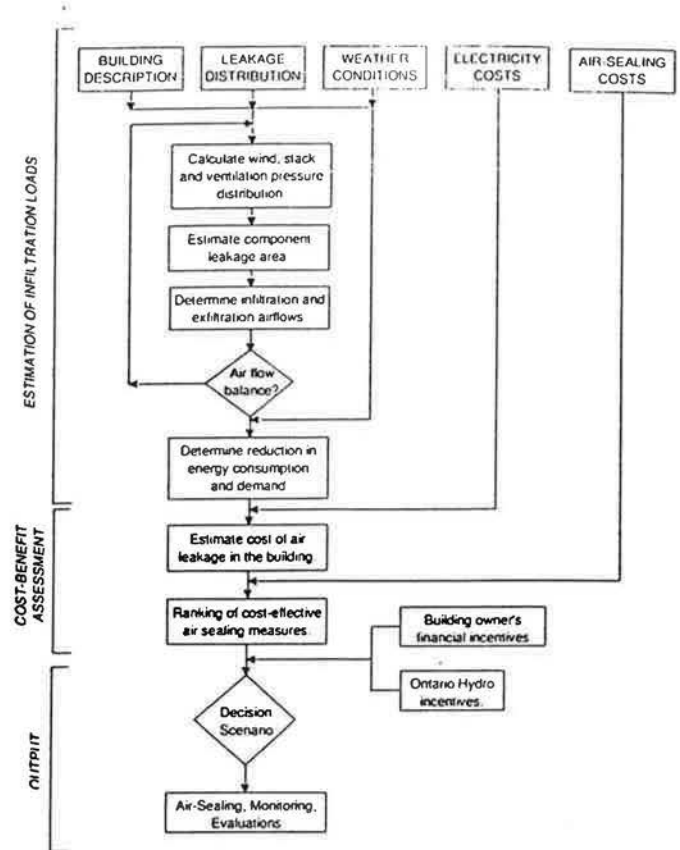 BUILDING
DESCRIPTION
LEAKAGE
DISTRIBUTION
WEATHER
CONDITIONS
ELECTRICITY
COSTS
AIR-SEALING
COSTS
Calculate wind, stack
and ventilation pressure
distribution
Estimate component
leakage area
Determine infiltration and
exfiltration airflows
Air flow
balance?
Determine reduction in
energy consumption
and demand
ESTIMATION OF INFILTRATION LOADS
Estimate cost of air
leakage in the building.
Ranking of cost-effective
air sealing measures.
COST-BENEFIT
ASSESSMENT
Building owner's
financial incentives
Ontario Hydro
incentives.
Decision
Scenario
Air-Sealing, Monitoring,
Evaluations
OUTPUT